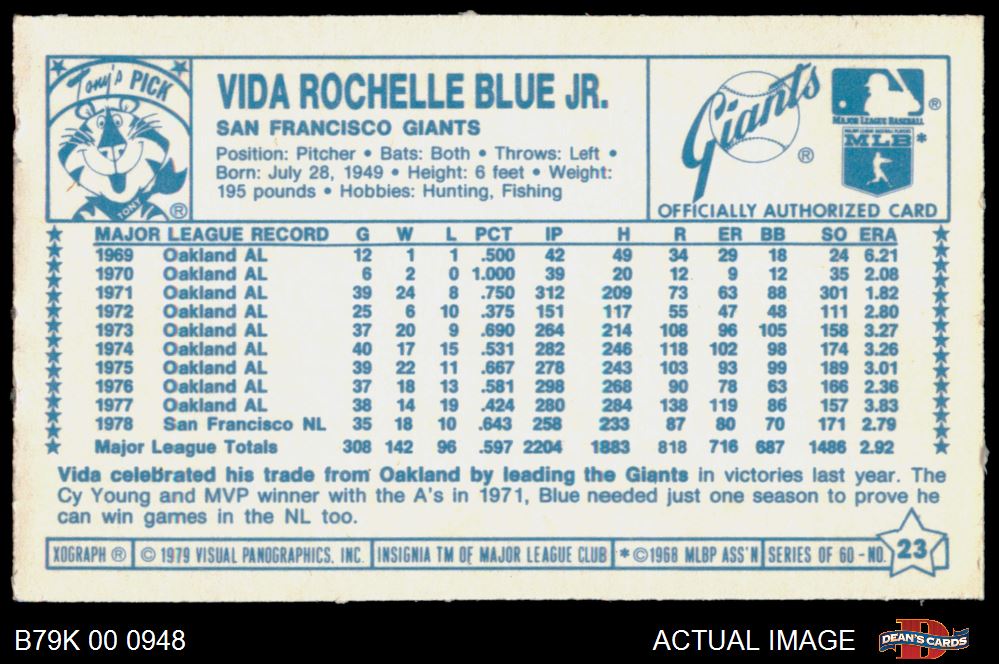 Tony's PICK
TONY ®
VIDA ROCHELLE BLUE JR.
SAN FRANCISCO GIANTS
Position: Pitcher • Bats: Both • Throws: Left •
Born: July 28, 1949 • Height: 6 feet • Weight:
195 pounds • Hobbies: Hunting, Fishing
Giants ®
MAJOR LEAGUE BASEBALL ®
MAJOR LEAGUE BASEBALL PLAYERS
MLB *
OFFICIALLY AUTHORIZED CARD
MAJOR LEAGUE RECORD G W L PCT IP H R ER BB SO ERA
1969 Oakland AL 12 1 1 .500 42 49 34 29 18 24 6.21
1970 Oakland AL 6 2 0 1.000 39 20 12 9 12 35 2.08
1971 Oakland AL 39 24 8 .750 312 209 73 63 88 301 1.82
1972 Oakland AL 25 6 10 .375 151 117 55 47 48 111 2.80
1973 Oakland AL 37 20 9 .690 264 214 108 96 105 158 3.27
1974 Oakland AL 40 17 15 .531 282 246 118 102 98 174 3.26
1975 Oakland AL 39 22 11 .667 278 243 103 93 99 189 3.01
1976 Oakland AL 37 18 13 .581 298 268 90 78 63 166 2.36
1977 Oakland AL 38 14 19 .424 280 284 138 119 86 157 3.83
1978 San Francisco NL 35 18 10 .643 258 233 87 80 70 171 2.79
Major League Totals 308 142 96 .597 2204 1883 818 716 687 1486 2.92
Vida celebrated his trade from Oakland by leading the Giants in victories last year. The
Cy Young and MVP winner with the A's in 1971, Blue needed just one season to prove he
can win games in the NL too.
XOGRAPH ® © 1979 VISUAL PANOGRAPHICS, INC. INSIGNIA TM OF MAJOR LEAGUE CLUB * ©1968 MLBP ASS'N SERIES OF 60 - NO. 23
B79K 00 0948 ACTUAL IMAGE DEAN'S CARDS